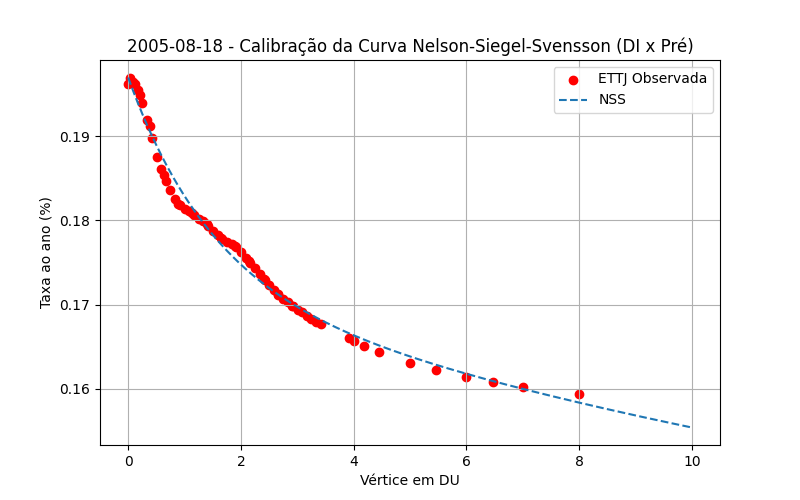 2005-08-18 - Calibração da Curva Nelson-Siegel-Svensson (DI x Pré)
ETTJ Observada
NSS
Taxa ao ano (%)
0.19
0.18
0.17
0.16
0
2
4
6
8
10
Vértice em DU